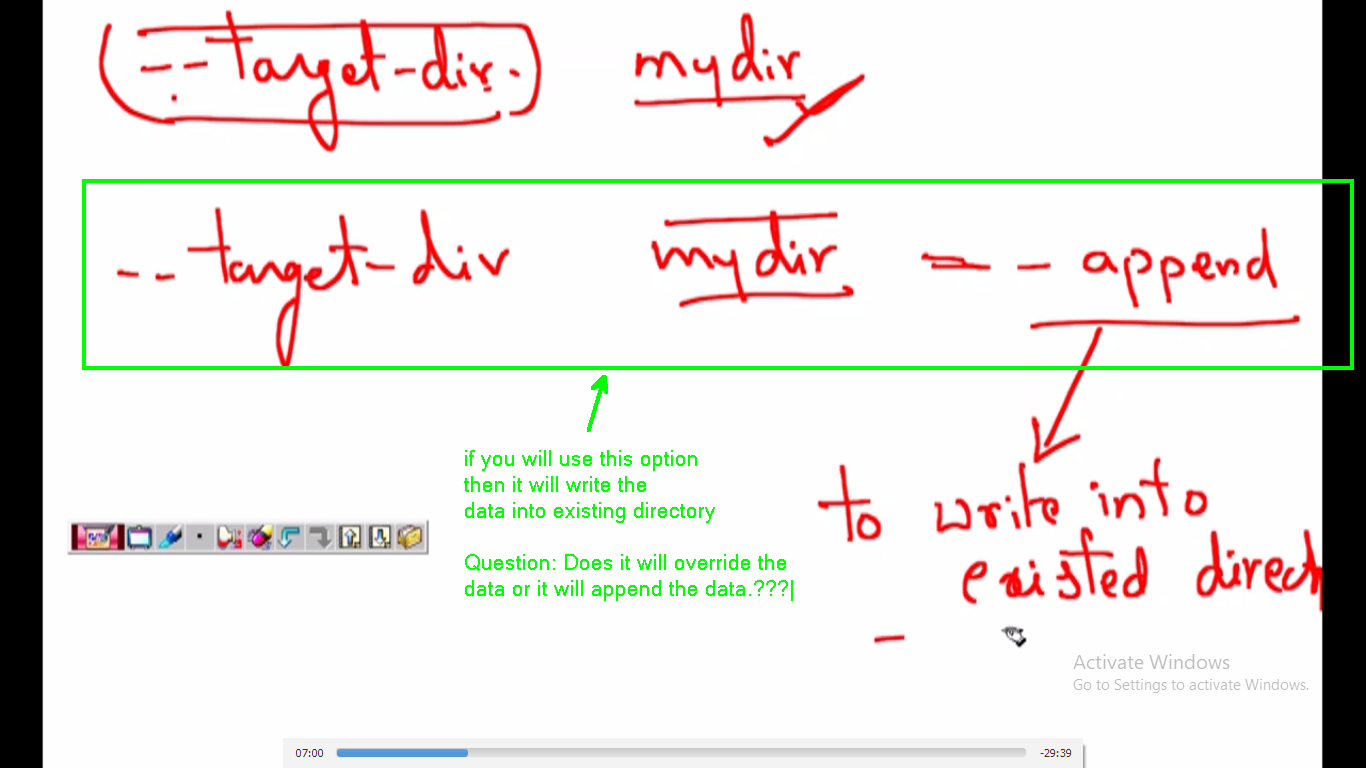 --target-dir. mydir
--target-dir mydir -- append
if you will use this option
then it will write the
data into existing directory
Question: Does it will override the
data or it will append the data.???|
to write into
existed direct
-
Activate Windows
Go to Settings to activate Windows.
07:00 -29:39